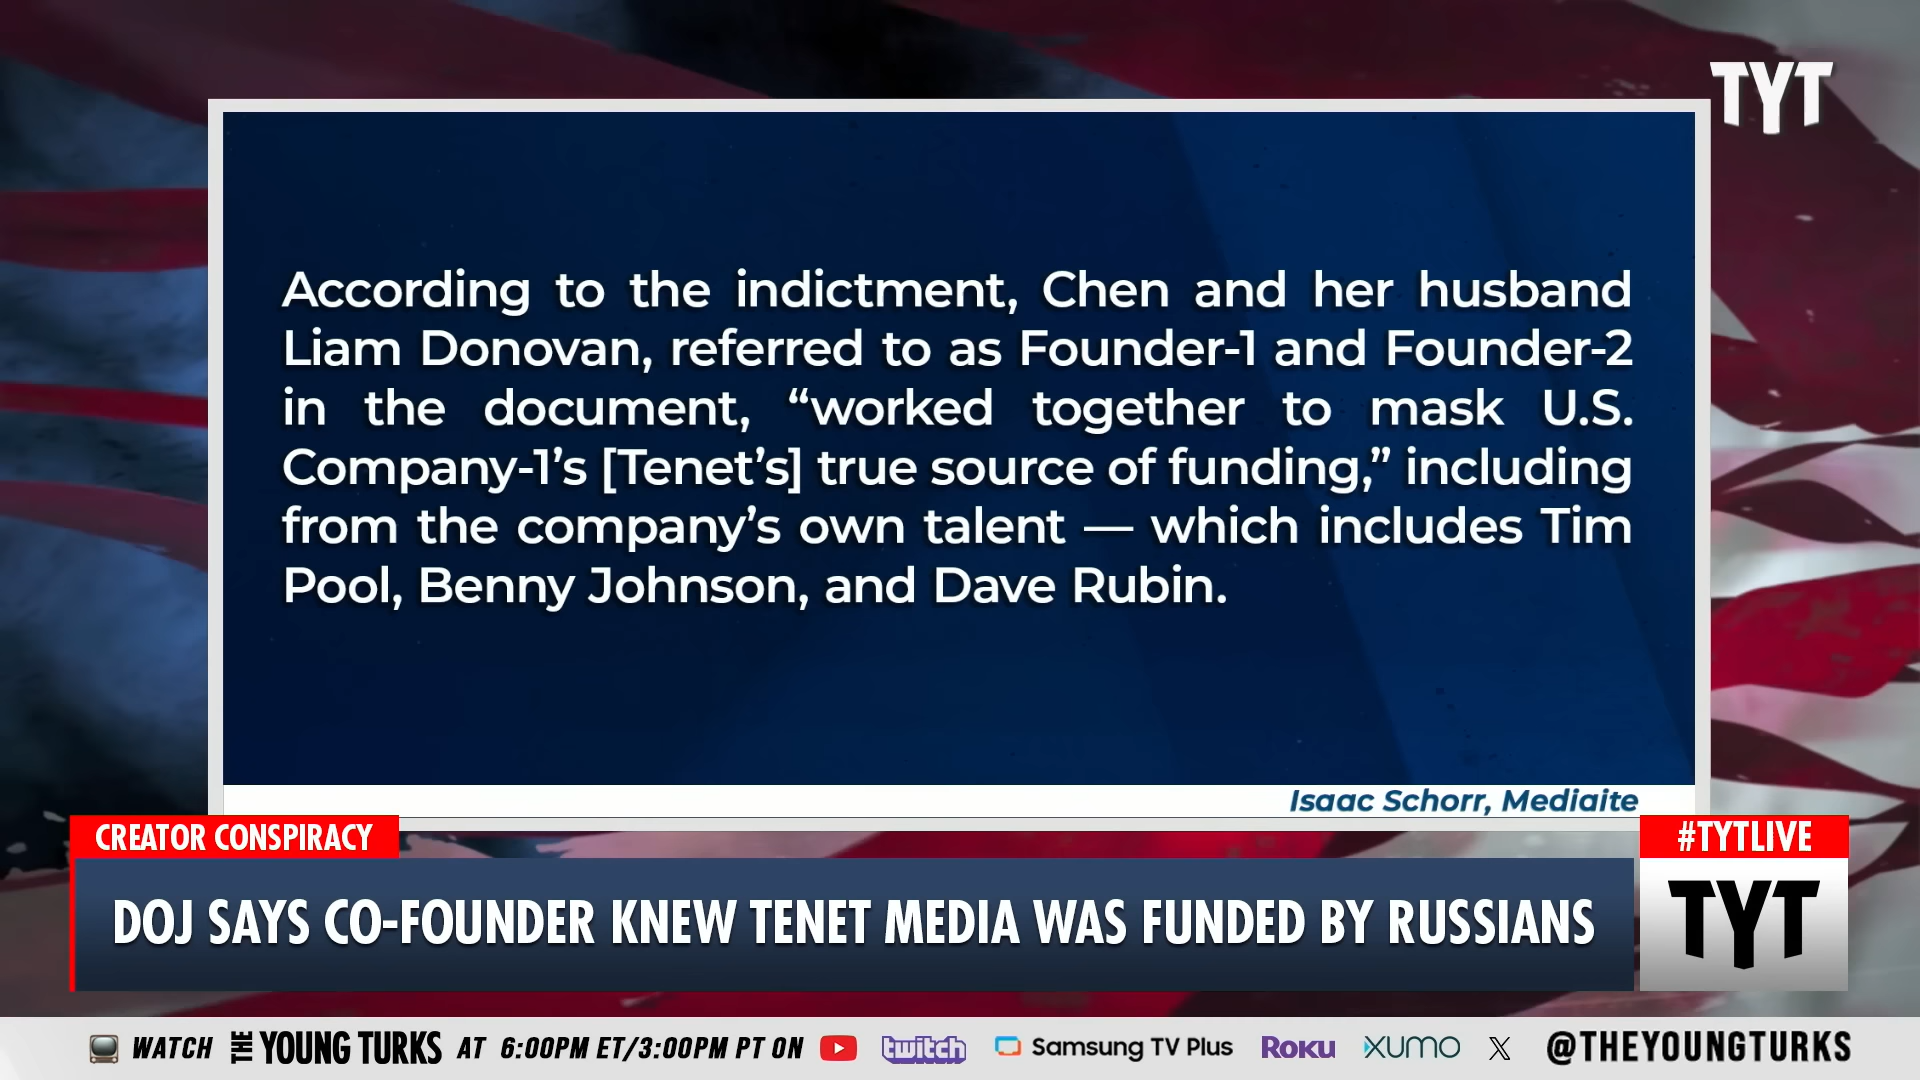 TYT
According to the indictment, Chen and her husband
Liam Donovan, referred to as Founder-1 and Founder-2
in the document, “worked together to mask U.S.
Company-1’s [Tenet’s] true source of funding,” including
from the company’s own talent — which includes Tim
Pool, Benny Johnson, and Dave Rubin.
Isaac Schorr, Mediaite
CREATOR CONSPIRACY
#TYTLIVE
DOJ SAYS CO-FOUNDER KNEW TENET MEDIA WAS FUNDED BY RUSSIANS
TYT
WATCH THE YOUNG TURKS AT 6:00PM ET/3:00PM PT ON twitch Samsung TV Plus ROKU XUMO X @THEYOUNGTURKS